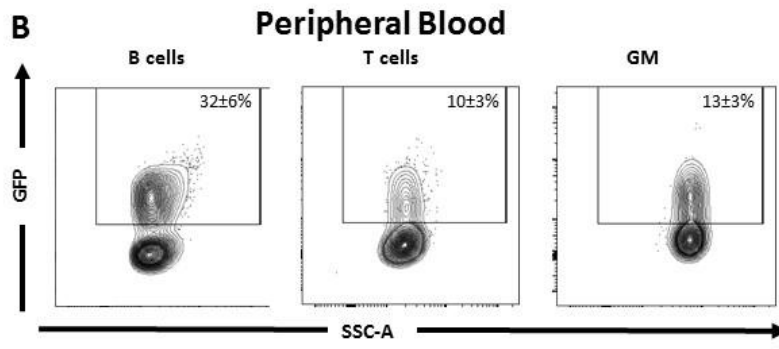 B
Peripheral Blood
B cells
T cells
GM
32±6%
10±3%
13±3%
GFP
SSC-A